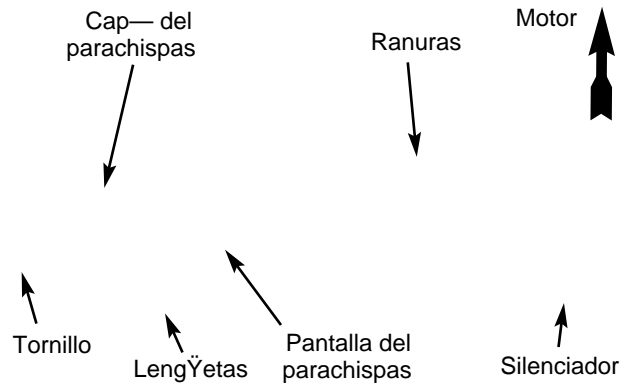 Cap— del
parachispas
Ranuras
Motor
Tornillo
LengŸetas
Pantalla del
parachispas
Silenciador